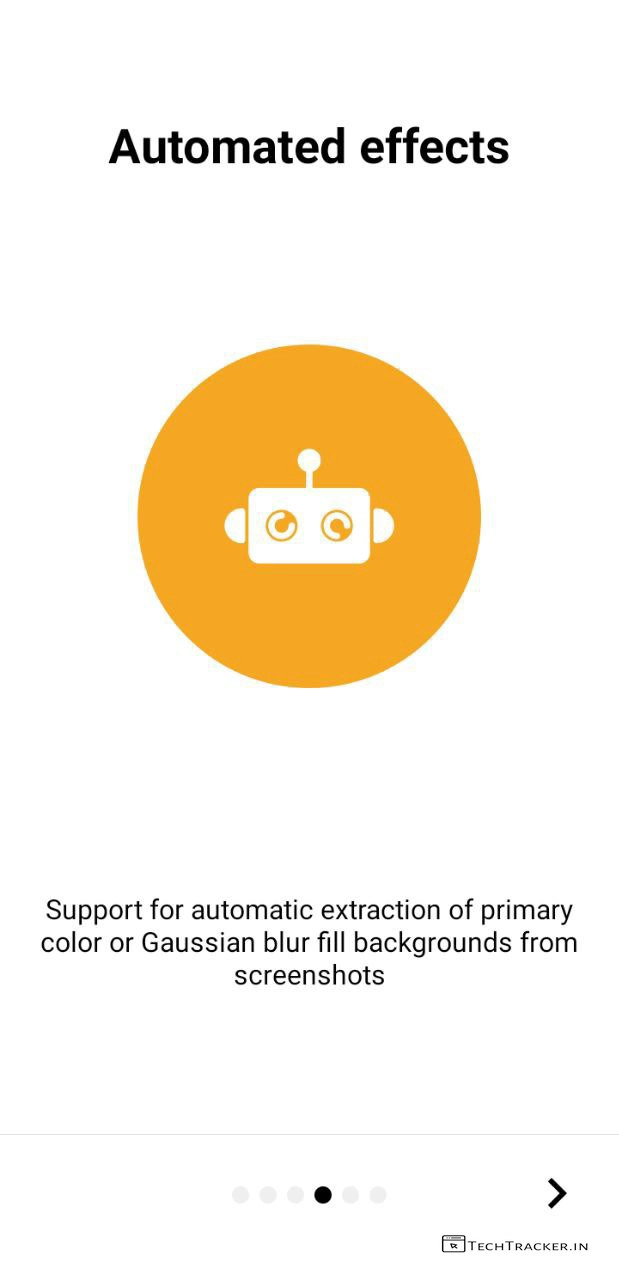 Automated effects
Support for automatic extraction of primary
color or Gaussian blur fill backgrounds from
screenshots
TECHTRACKER.IN